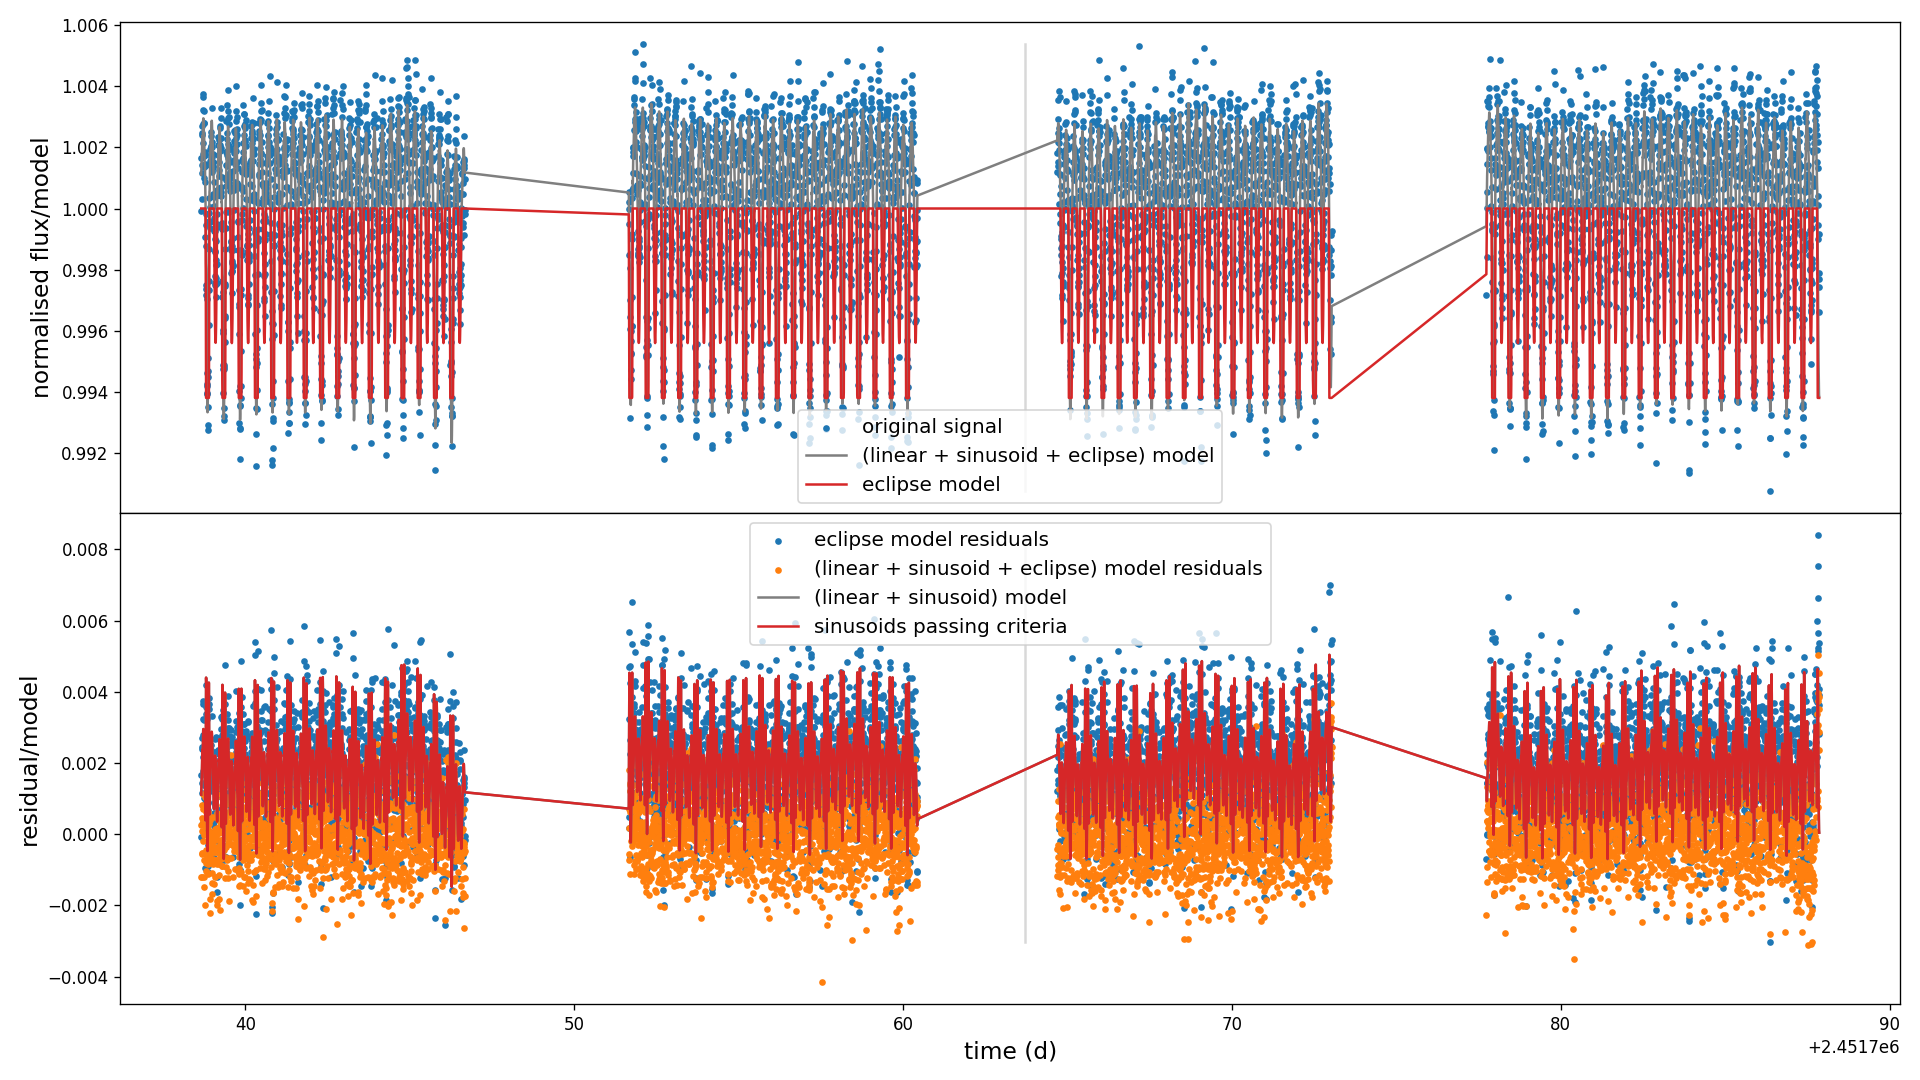 normalised flux/model
1.006
1.004
1.002
1.000
0.998
0.996
0.994
0.992
original signal
(linear + sinusoid + eclipse) model
eclipse model
residual/model
0.008
0.006
0.004
0.002
0.000
−0.002
−0.004
eclipse model residuals
(linear + sinusoid + eclipse) model residuals
(linear + sinusoid) model
sinusoids passing criteria
40 50 60 70 80 90
time (d)
+2.4517e6